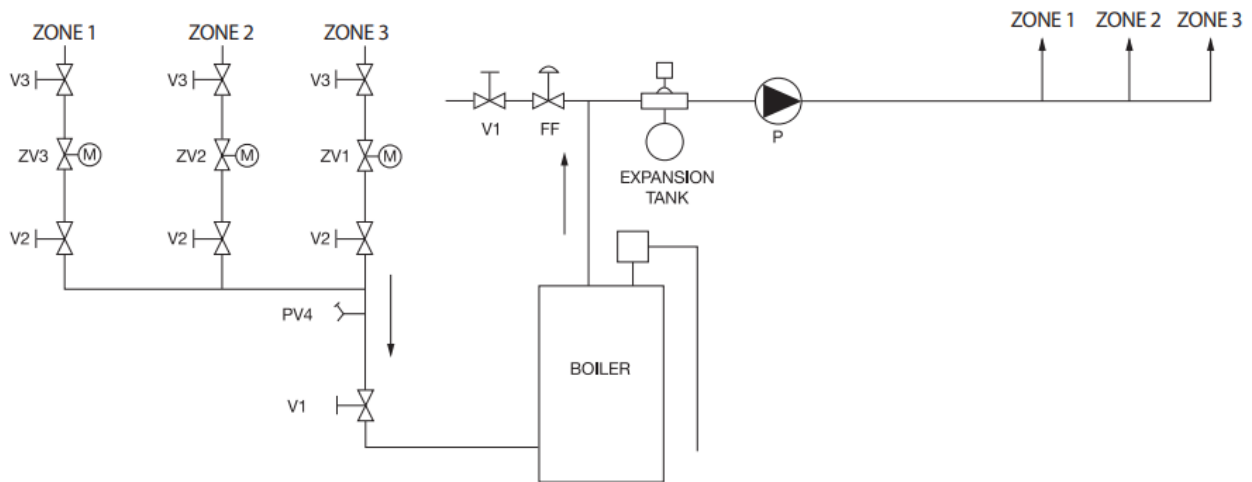 ZONE 1 ZONE 2 ZONE 3
ZONE 1 ZONE 2 ZONE 3
V3 V3 V3
V1 FF P
ZV3 M ZV2 M ZV1 M
EXPANSION
TANK
V2 V2 V2
PV4
BOILER
V1